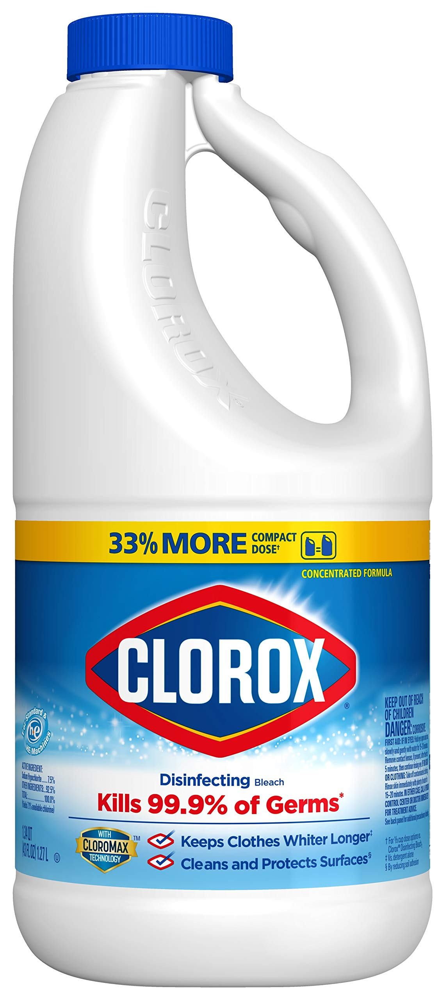 CLOROX
33% MORE COMPACT
DOSE†
=
CONCENTRATED FORMULA
CLOROX
®
For Standard &
he
HE Machines
ACTIVE INGREDIENT:
Sodium Hypochlorite......7.5%
OTHER INGREDIENTS:...92.5%
TOTAL:..................100.0%
(Yields 7.1% available chlorine)
1.34 QT
(43 FL OZ) 1.27 L
U
Disinfecting Bleach
Kills 99.9% of Germs*
WITH
CLOROMAX
TECHNOLOGY
TM
Keeps Clothes Whiter Longer‡
Cleans and Protects Surfaces§
KEEP OUT OF REACH
OF CHILDREN
DANGER: CORROSIVE
FIRST AID: IF IN EYES: Hold eye open and rinse
slowly and gently with water for 15-20 minutes.
Remove contact lenses, if present, after the first
5 minutes, then continue rinsing eye. IF ON SKIN
OR CLOTHING: Take off contaminated clothing.
Rinse skin immediately with plenty of water for
15–20 minutes. IN EITHER CASE, CALL A POISON
CONTROL CENTER OR DOCTOR IMMEDIATELY
FOR TREATMENT ADVICE.
See back panel for additional precautionary labeling.
† For ⅓ cup dose options vs.
Clorox® Disinfecting Bleach2
‡ Vs. detergent alone
§ By reducing soil adhesion